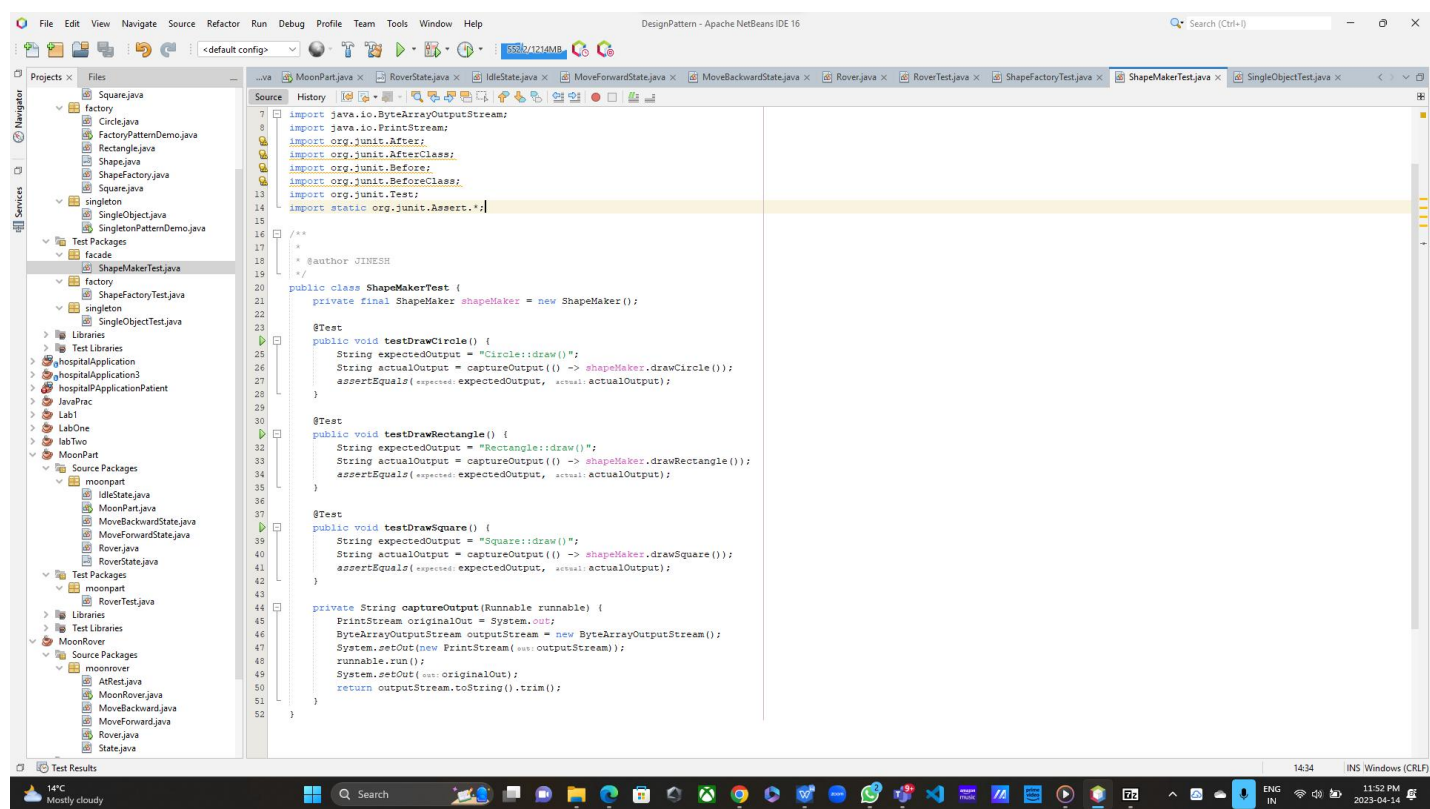 File Edit View Navigate Source Refactor Run Debug Profile Team Tools Window Help
DesignPattern - Apache NetBeans IDE 16
Search (Ctrl+I)
<default config>
552/2/1214MB
Projects Files
...va MoonPart.java RoverState.java IdleState.java MoveForwardState.java MoveBackwardState.java Rover.java RoverTest.java ShapeFactoryTest.java ShapeMakerTest.java SingleObjectTest.java
Navigator
Services
Square.java
factory
Circle.java
FactoryPatternDemo.java
Rectangle.java
Shape.java
ShapeFactory.java
Square.java
singleton
SingleObject.java
SingletonPatternDemo.java
Test Packages
facade
ShapeMakerTest.java
factory
ShapeFactoryTest.java
singleton
SingleObjectTest.java
Libraries
Test Libraries
hospitalApplication
hospitalApplication3
hospitalPApplicationPatient
JavaPrac
Lab1
LabOne
labTwo
MoonPart
Source Packages
moonpart
IdleState.java
MoonPart.java
MoveBackwardState.java
MoveForwardState.java
Rover.java
RoverState.java
Test Packages
moonpart
RoverTest.java
Libraries
Test Libraries
MoonRover
Source Packages
moonrover
AtRest.java
MoonRover.java
MoveBackward.java
MoveForward.java
Rover.java
State.java
Source History
7 import java.io.ByteArrayOutputStream;
8 import java.io.PrintStream;
import org.junit.After;
import org.junit.AfterClass;
import org.junit.Before;
import org.junit.BeforeClass;
13 import org.junit.Test;
14 import static org.junit.Assert.*;
15
16 /**
17 *
18 * @author JINESH
19 */
20 public class ShapeMakerTest {
21 private final ShapeMaker shapeMaker = new ShapeMaker();
22
23 @Test
public void testDrawCircle() {
25 String expectedOutput = "Circle::draw()";
26 String actualOutput = captureOutput(() -> shapeMaker.drawCircle());
27 assertEquals( expected: expectedOutput, actual: actualOutput);
28 }
29
30 @Test
public void testDrawRectangle() {
32 String expectedOutput = "Rectangle::draw()";
33 String actualOutput = captureOutput(() -> shapeMaker.drawRectangle());
34 assertEquals( expected: expectedOutput, actual: actualOutput);
35 }
36
37 @Test
public void testDrawSquare() {
39 String expectedOutput = "Square::draw()";
40 String actualOutput = captureOutput(() -> shapeMaker.drawSquare());
41 assertEquals( expected: expectedOutput, actual: actualOutput);
42 }
43
44 private String captureOutput(Runnable runnable) {
45 PrintStream originalOut = System.out;
46 ByteArrayOutputStream outputStream = new ByteArrayOutputStream();
47 System.setOut(new PrintStream( out: outputStream));
48 runnable.run();
49 System.setOut( out: originalOut);
50 return outputStream.toString().trim();
51 }
52 }
Test Results
14:34 INS Windows (CRLF)
14°C
Mostly cloudy
Search
ENG
IN
11:52 PM
2023-04-14